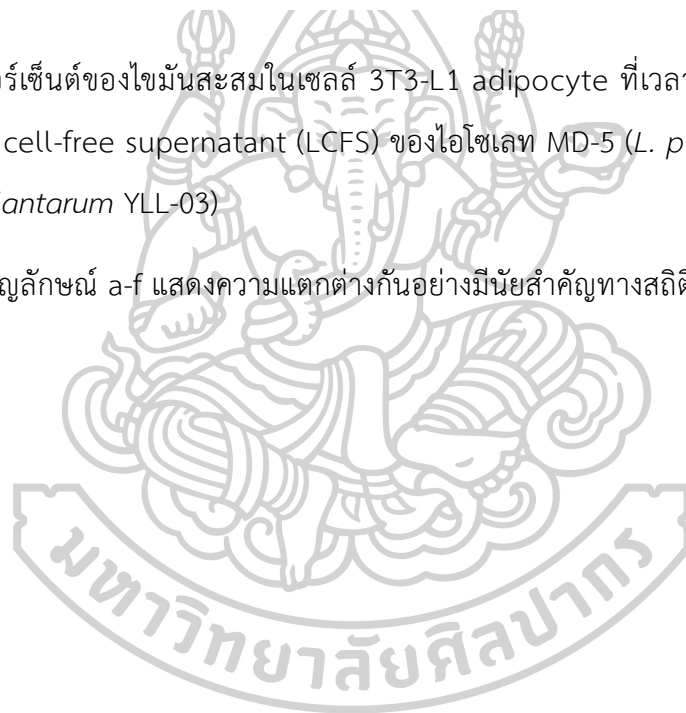 ร์เซ็นต์ของไขมันสะสมในเซลล์ 3T3-L1 adipocyte ที่เวลา
cell-free supernatant (LCFS) ของไอโซเลท MD-5 (L. p
antarum YLL-03)
ญลักษณ์ a-f แสดงความแตกต่างกันอย่างมีนัยสำคัญทางสถิติ
มหาวิทยาลัยศิลปากร